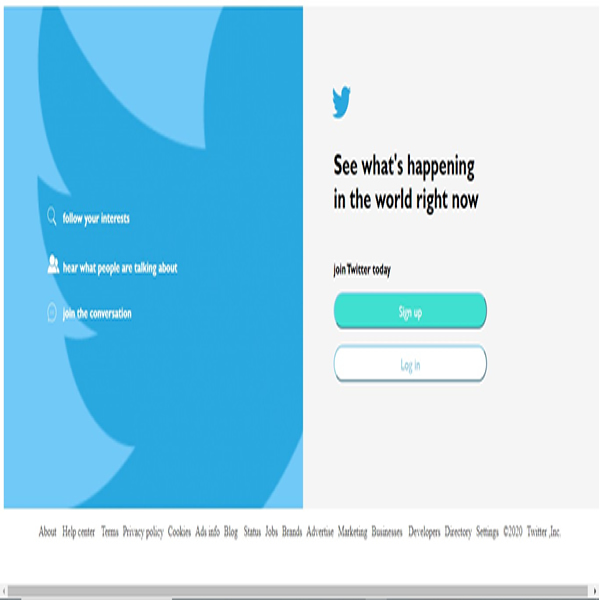 follow your interests
hear what people are talking about
join the conversation
See what's happening
in the world right now
join Twitter today
Sign up
Log in
About Help center Terms Privacy policy Cookies Ads info Blog Status Jobs Brands Advertise Marketing Businesses Developers Directory Settings ©2020 Twitter ,Inc.